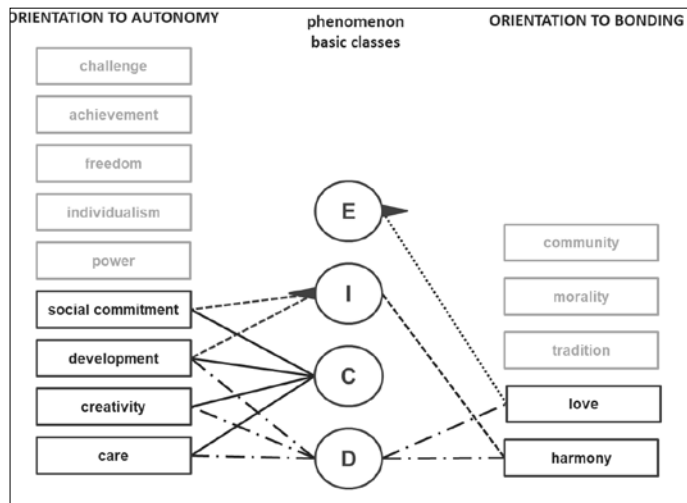 ORIENTATION TO AUTONOMY
phenomenon
basic classes
ORIENTATION TO BONDING
challenge
achievement
freedom
individualism
power
social commitment
development
creativity
care
E
I
C
D
community
morality
tradition
love
harmony